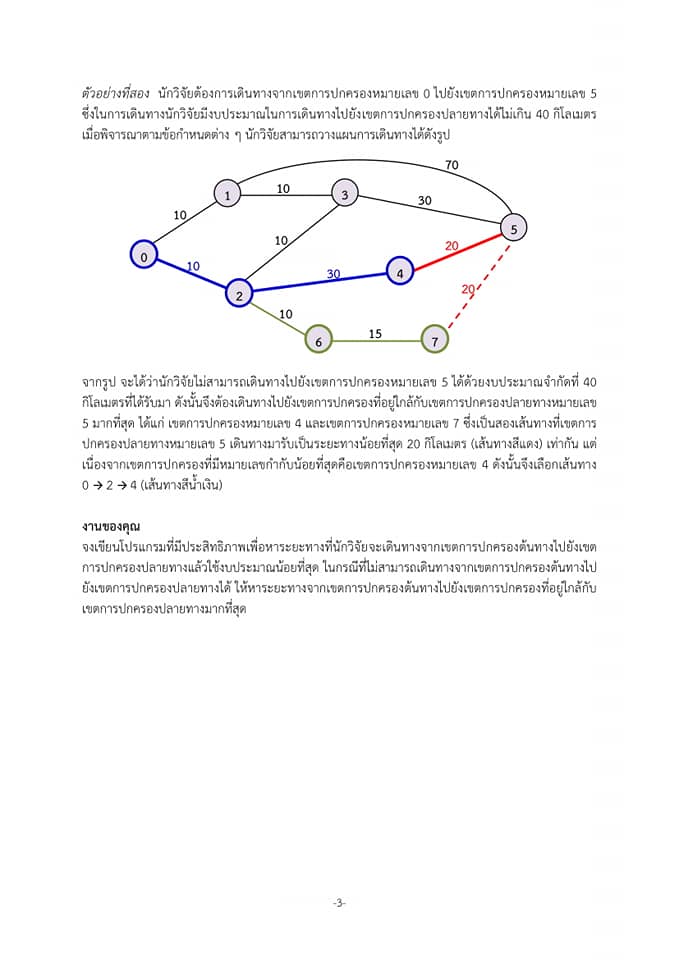 ตัวอย่างที่สอง นักวิจัยต้องการเดินทางจากเขตการปกครองหมายเลข 0 ไปยังเขตการปกครองหมายเลข 5
ซึ่งในการเดินทางนักวิจัยมีงบประมาณในการเดินทางไปยังเขตการปกครองปลายทางได้ไม่เกิน 40 กิโลเมตร
เมื่อพิจารณาตามข้อกำหนดต่าง ๆ นักวิจัยสามารถวางแผนการเดินทางได้ดังรูป
70
1
10
3
30
10
5
10
20
0
10
4
30
2
20
10
15
6
7
จากรูป จะได้ว่านักวิจัยไม่สามารถเดินทางไปยังเขตการปกครองหมายเลข 5 ได้ด้วยงบประมาณจำกัดที่ 40
กิโลเมตรที่ได้รับมา ดังนั้นจึงต้องเดินทางไปยังเขตการปกครองที่อยู่ใกล้กับเขตการปกครองปลายทางหมายเลข
5 มากที่สุด ได้แก่ เขตการปกครองหมายเลข 4 และเขตการปกครองหมายเลข 7 ซึ่งเป็นสองเส้นทางที่เขตการ
ปกครองปลายทางหมายเลข 5 เดินทางมารับเป็นระยะทางน้อยที่สุด 20 กิโลเมตร (เส้นทางสีแดง) เท่ากัน แต่
เนื่องจากเขตการปกครองที่มีหมายเลขกำกับน้อยที่สุดคือเขตการปกครองหมายเลข 4 ดังนั้นจึงเลือกเส้นทาง
0 → 2 → 4 (เส้นทางสีน้ำเงิน)
งานของคุณ
จงเขียนโปรแกรมที่มีประสิทธิภาพเพื่อหาระยะทางที่นักวิจัยจะเดินทางจากเขตการปกครองต้นทางไปยังเขต
การปกครองปลายทางแล้วใช้งบประมาณน้อยที่สุด ในกรณีที่ไม่สามารถเดินทางจากเขตการปกครองต้นทางไป
ยังเขตการปกครองปลายทางได้ ให้หาระยะทางจากเขตการปกครองต้นทางไปยังเขตการปกครองที่อยู่ใกล้กับ
เขตการปกครองปลายทางมากที่สุด
-3-